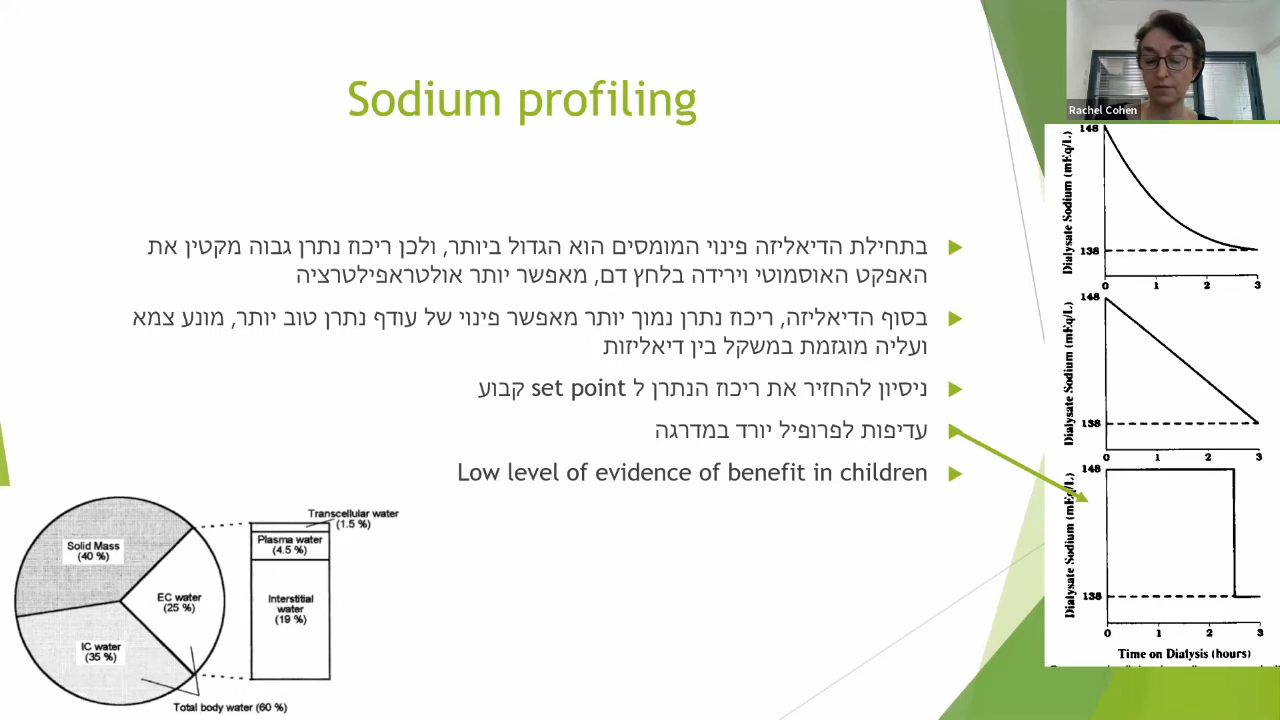 Sodium profiling
בתחילת הדיאליזה פינוי המומסים הוא הגדול ביותר, ולכן ריכוז נתרן גבוה מקטין את
האפקט האוסמוטי וירידה בלחץ דם, מאפשר יותר אולטראפילטרציה
בסוף הדיאליזה, ריכוז נתרן נמוך יותר מאפשר פינוי של עודף נתרן טוב יותר, מונע צמא
ועליה מוגזמת במשקל בין דיאליזות
ניסיון להחזיר את ריכוז הנתרן ל set point קבוע
עדיפות לפרופיל יורד במדרגה
Low level of evidence of benefit in children
Rachel Cohen
Dialysate Sodium (mEq/L)
148
138
0 1 2 3
Dialysate Sodium (mEq/L)
148
138
0 1 2 3
Dialysate Sodium (mEq/L)
148
138
0 1 2 3
Time on Dialysis (hours)
Solid Mass
(40 %)
EC water
(25 %)
IC water
(35 %)
Total body water (60 %)
Transcellular water
(1.5 %)
Plasma water
(4.5 %)
Interstitial
water
(19 %)